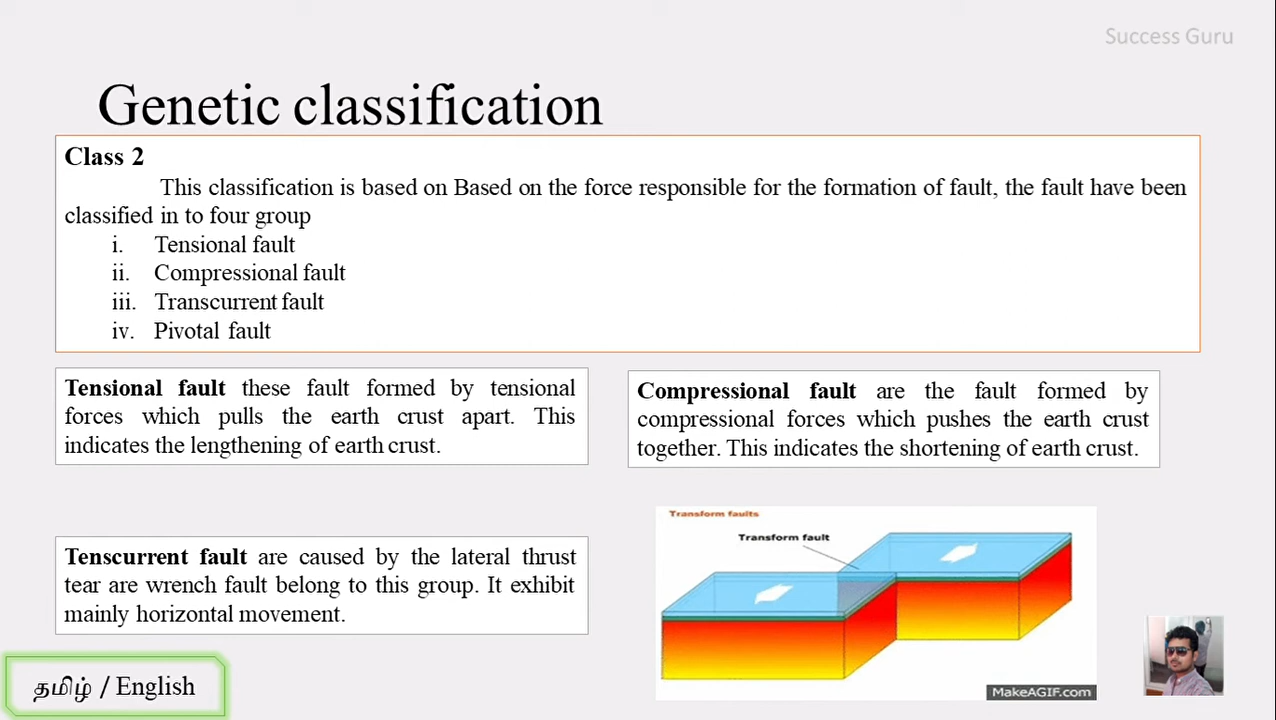 Success Guru
Genetic classification
Class 2
This classification is based on Based on the force responsible for the formation of fault, the fault have been
classified in to four group
i. Tensional fault
ii. Compressional fault
iii. Transcurrent fault
iv. Pivotal fault
Tensional fault these fault formed by tensional
forces which pulls the earth crust apart. This
indicates the lengthening of earth crust.
Compressional fault are the fault formed by
compressional forces which pushes the earth crust
together. This indicates the shortening of earth crust.
Tenscurrent fault are caused by the lateral thrust
tear are wrench fault belong to this group. It exhibit
mainly horizontal movement.
Transform faults
Transform fault
MakeAGIF.com
தமிழ் / English